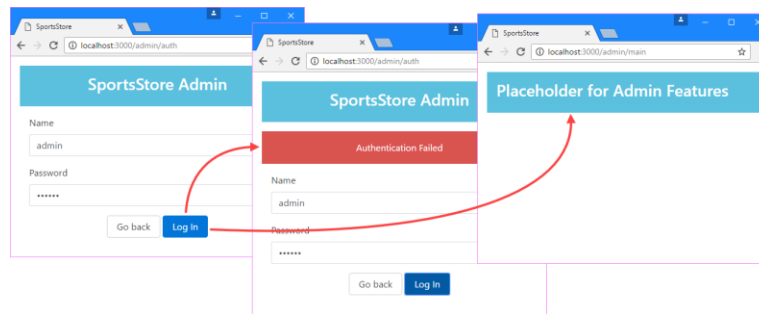 SportsStore
localhost:3000/admin/auth
SportsStore Admin
Name
admin
Password
••••••
Go back
Log In
SportsStore
localhost:3000/admin/auth
SportsStore Admin
Authentication Failed
Name
admin
Password
••••••
Go back
Log In
SportsStore
localhost:3000/admin/main
Placeholder for Admin Features